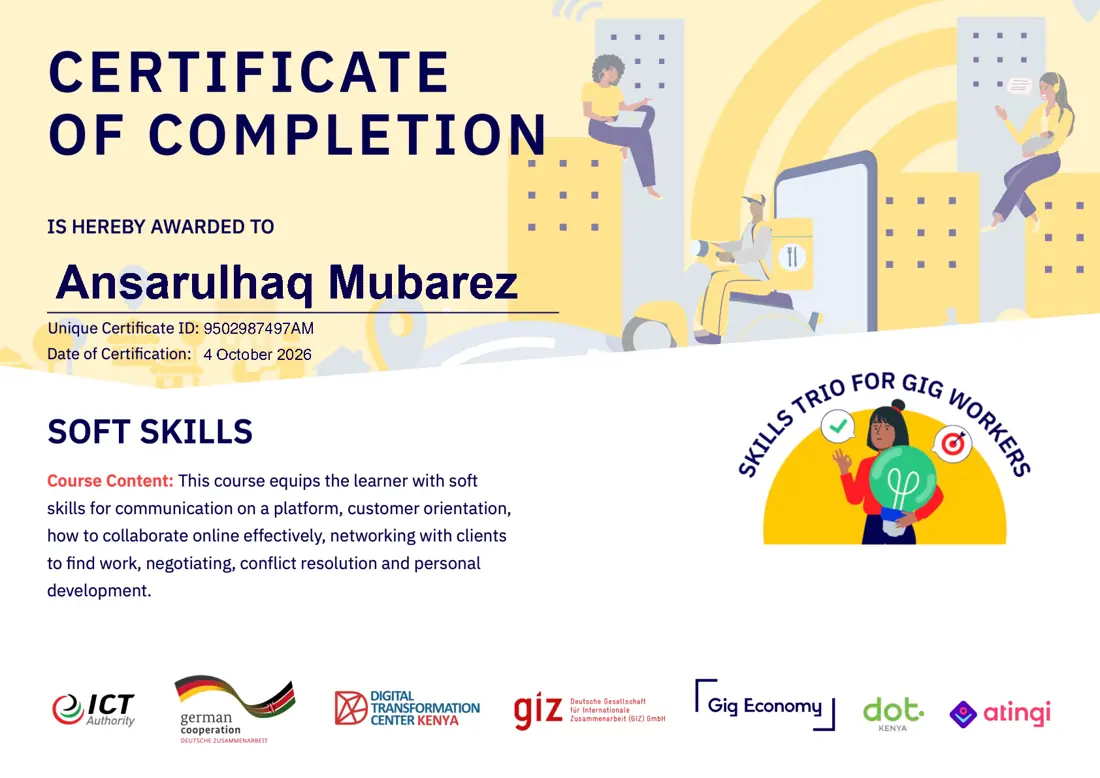 CERTIFICATE
OF COMPLETION
IS HEREBY AWARDED TO
Ansarulhaq Mubarez
Unique Certificate ID: 9502987497AM
Date of Certification: 4 October 2026
SKILLS TRIO FOR GIG WORKERS
SOFT SKILLS
Course Content: This course equips the learner with soft
skills for communication on a platform, customer orientation,
how to collaborate online effectively, networking with clients
to find work, negotiating, conflict resolution and personal
development.
ICT
Authority
german
cooperation
DEUTSCHE ZUSAMMENARBEIT
DIGITAL
TRANSFORMATION
CENTER KENYA
giz
Deutsche Gesellschaft
für Internationale
Zusammenarbeit (GIZ) GmbH
Gig Economy
dot.
KENYA
atingi